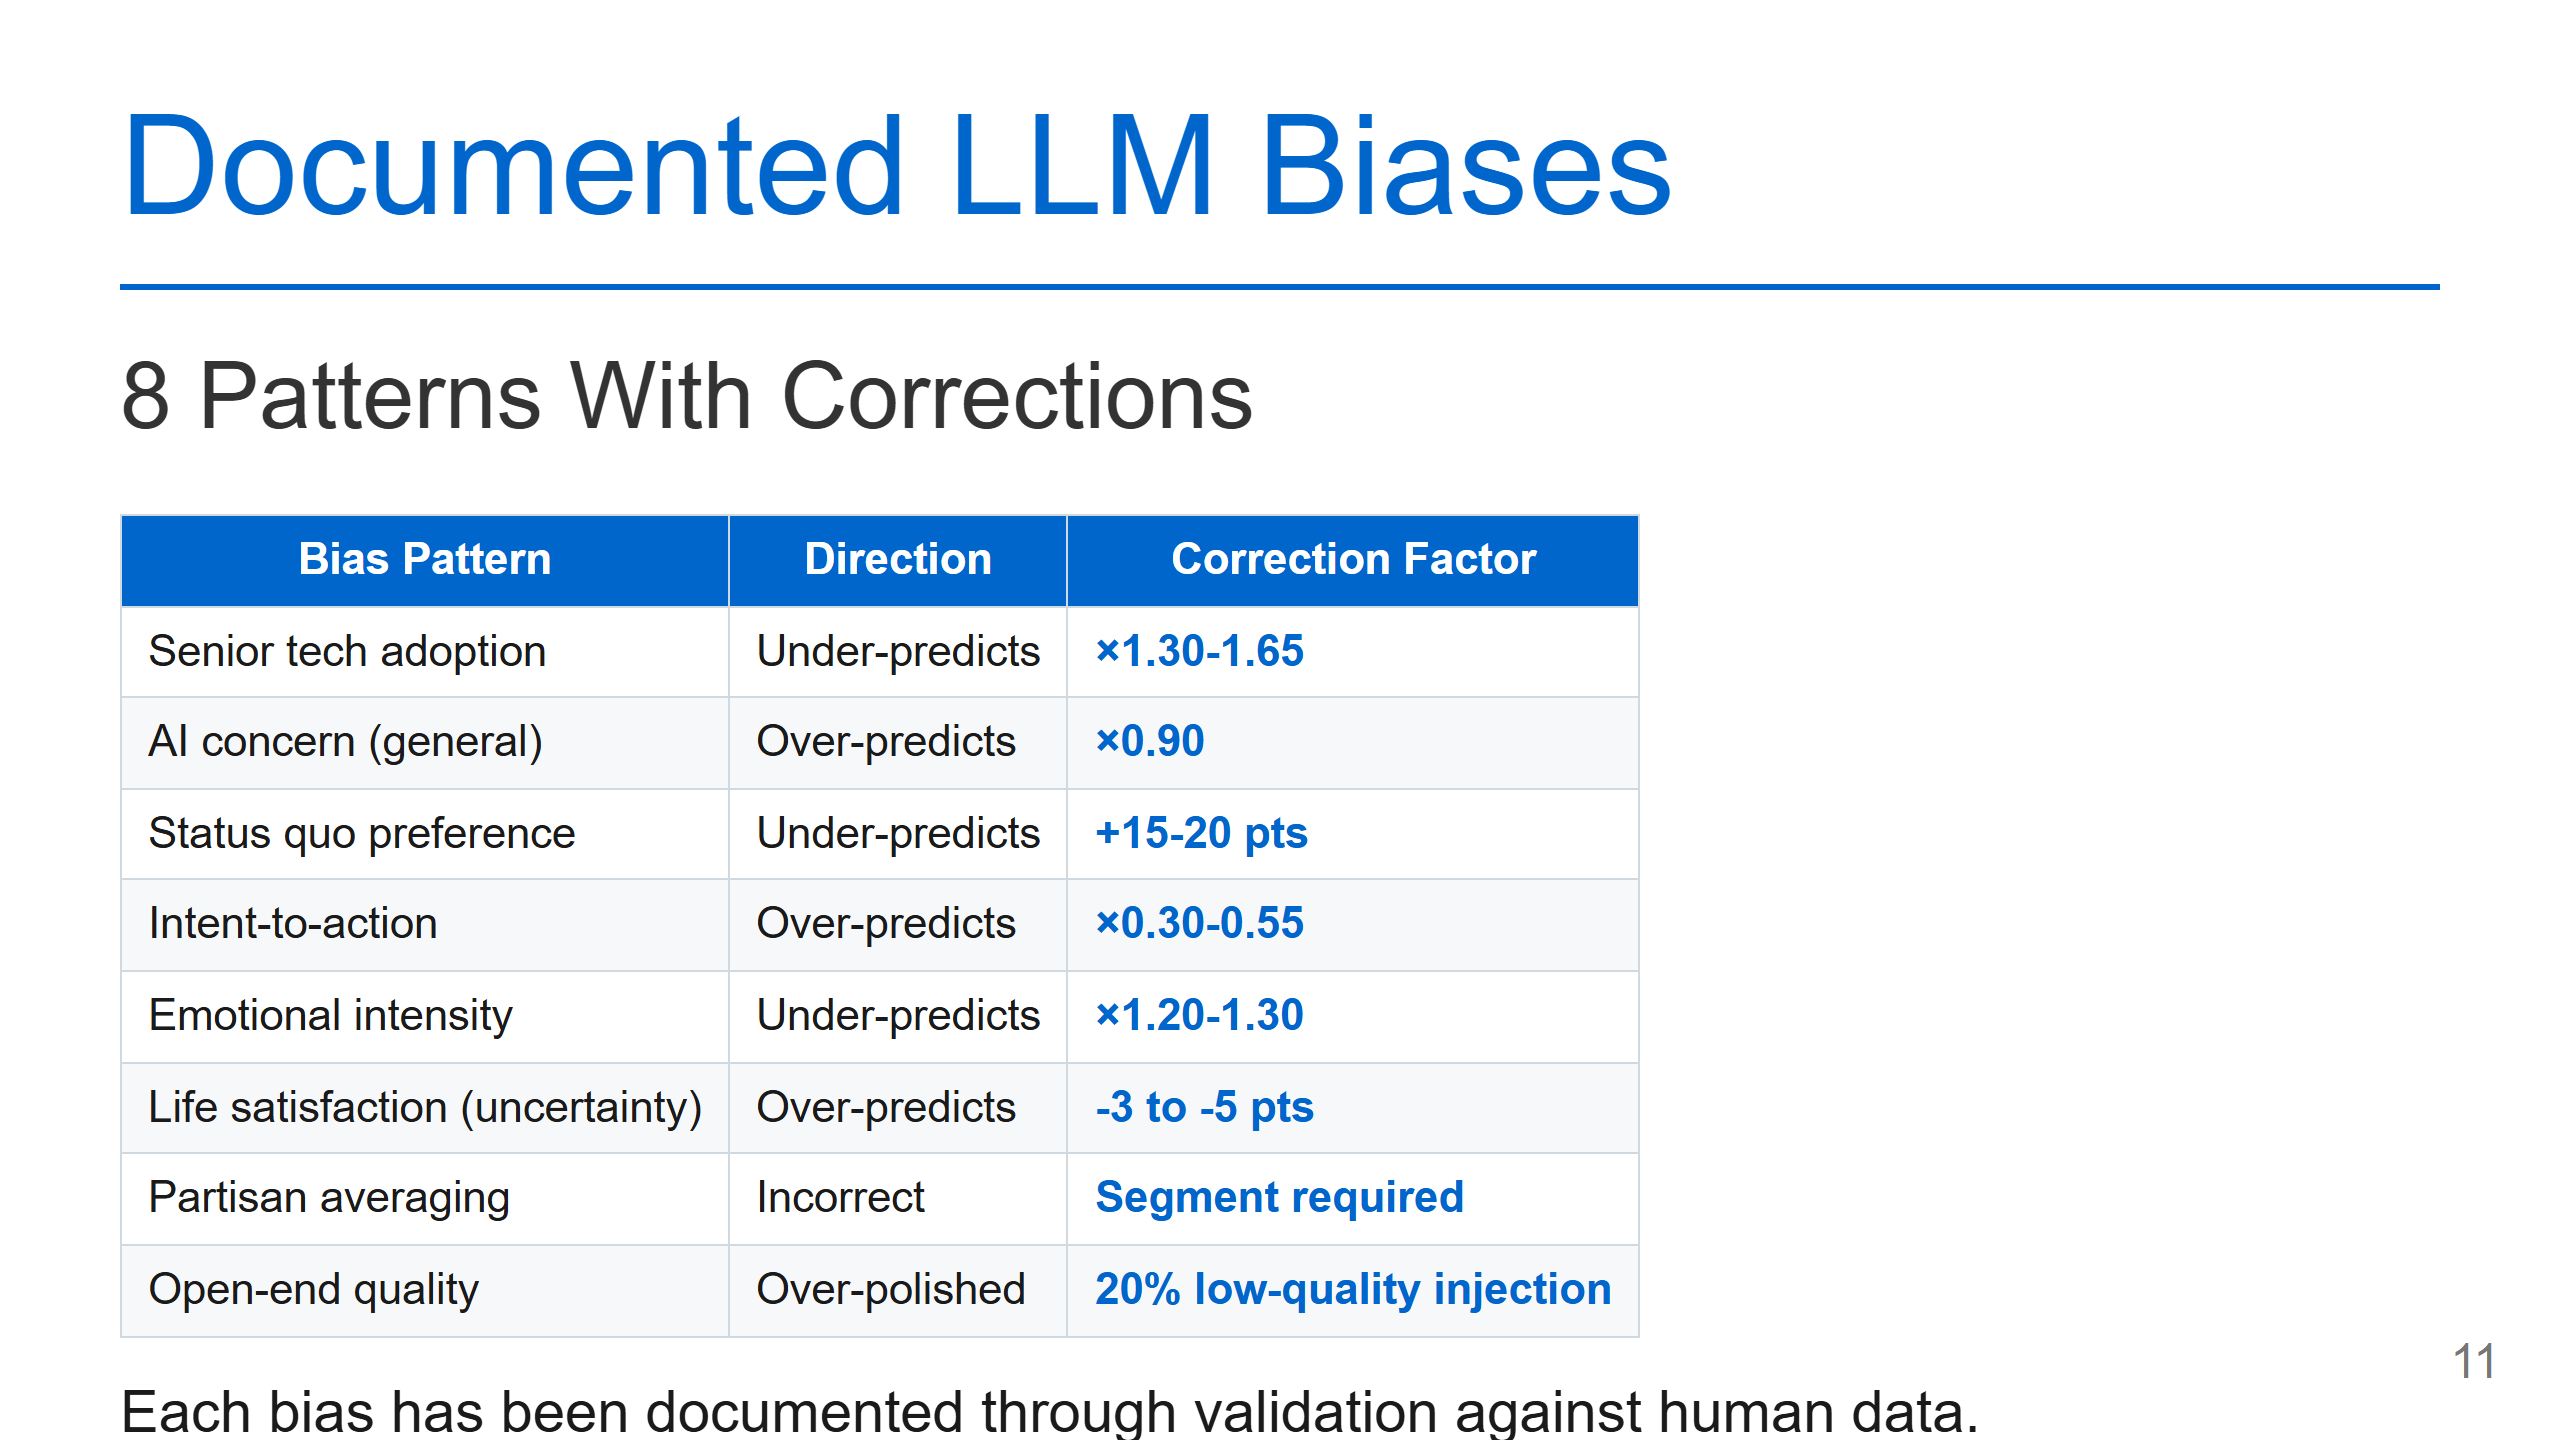 Documented LLM Biases
8 Patterns With Corrections
Bias Pattern Direction Correction Factor
Senior tech adoption Under-predicts ×1.30-1.65
AI concern (general) Over-predicts ×0.90
Status quo preference Under-predicts +15-20 pts
Intent-to-action Over-predicts ×0.30-0.55
Emotional intensity Under-predicts ×1.20-1.30
Life satisfaction (uncertainty) Over-predicts -3 to -5 pts
Partisan averaging Incorrect Segment required
Open-end quality Over-polished 20% low-quality injection
11
Each bias has been documented through validation against human data.